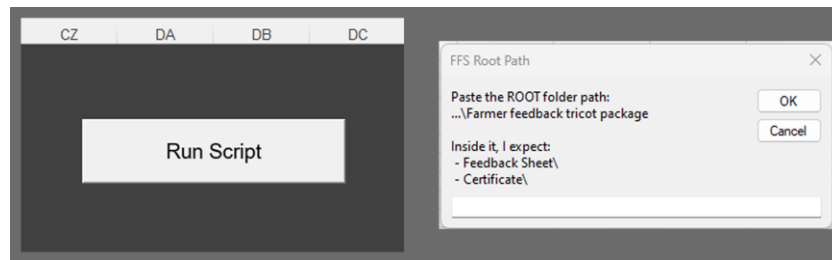 CZ DA DB DC
Run Script
FFS Root Path
Paste the ROOT folder path:
...\Farmer feedback tricot package
Inside it, I expect:
- Feedback Sheet\
- Certificate\
OK
Cancel